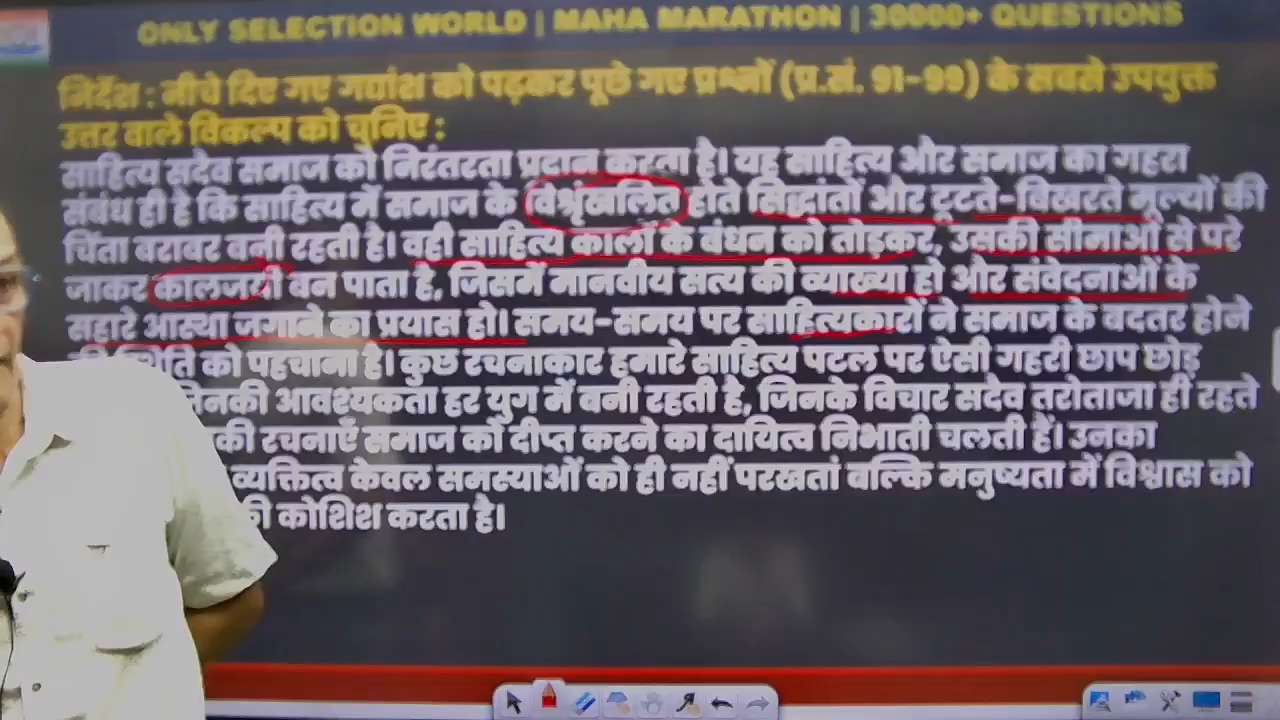 ONLY SELECTION WORLD | MAHA MARATHON | 30000+ QUESTIONS
निर्देश : नीचे दिए गए गद्यांश को पढ़कर पूछे गए प्रश्नों (प्र.सं. 91-99) के सबसे उपयुक्त
उत्तर वाले विकल्प को चुनिए :
साहित्य सदैव समाज को निरंतरता प्रदान करता है। यह साहित्य और समाज का गहरा
संबंध ही है कि साहित्य में समाज के विश्रृंखलित होते सिद्धांतों और टूटते-बिखरते मूल्यों की
चिंता बराबर बनी रहती है। वही साहित्य कालों के बंधन को तोड़कर, उसकी सीमाओं से परे
जाकर कालजयी बन पाता है, जिसमें मानवीय सत्य की व्याख्या हो और संवेदनाओं के
सहारे आस्था जगाने का प्रयास हो। समय-समय पर साहित्यकारों ने समाज के बदतर होने
को पहचाना है। कुछ रचनाकार हमारे साहित्य पटल पर ऐसी गहरी छाप छोड़
आवश्यकता हर युग में बनी रहती है, जिनके विचार सदैव तरोताजा ही रहते
की रचनाएँ समाज को दीप्त करने का दायित्व निभाती चलती हैं। उनका
व्यक्तित्व केवल समस्याओं को ही नहीं परखतां बल्कि मनुष्यता में विश्वास को
कोशिश करता है।